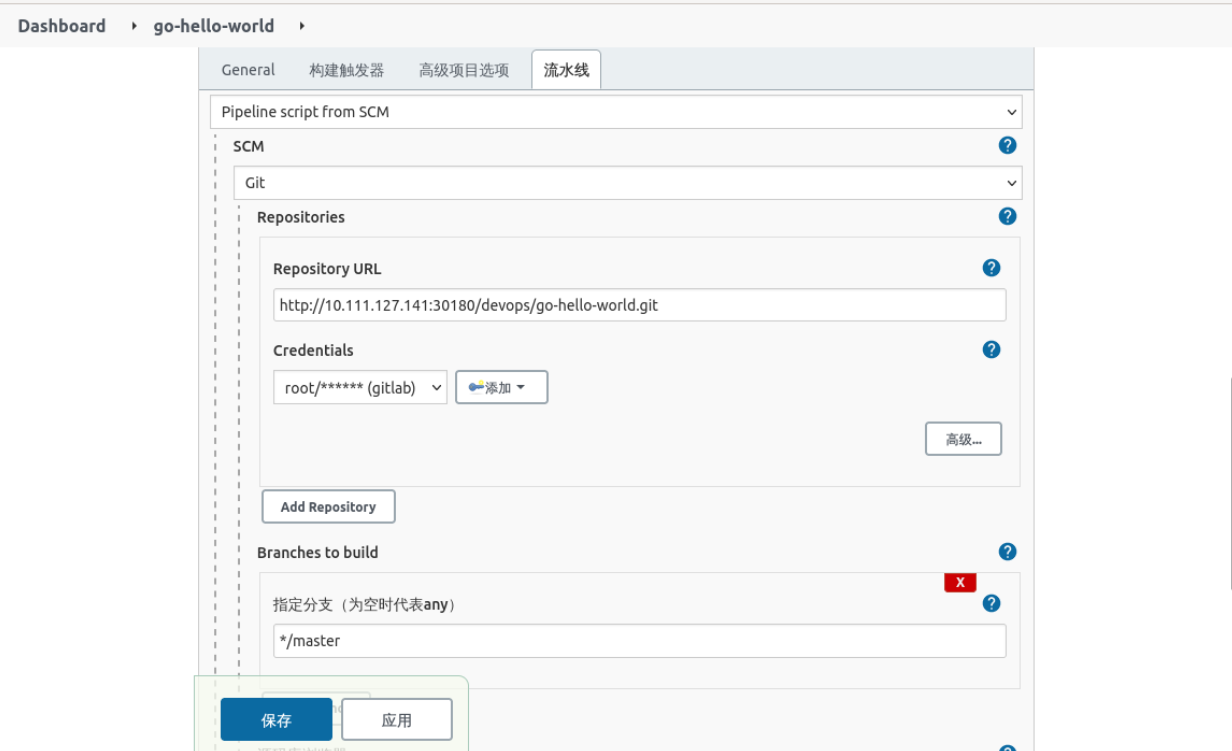 Dashboard go-hello-world
General 构建触发器 高级项目选项 流水线
Pipeline script from SCM
SCM
Git
Repositories
Repository URL
http://10.111.127.141:30180/devops/go-hello-world.git
Credentials
root/****** (gitlab) 添加
高级...
Add Repository
Branches to build
X
指定分支（为空时代表any）
*/master
保存 应用